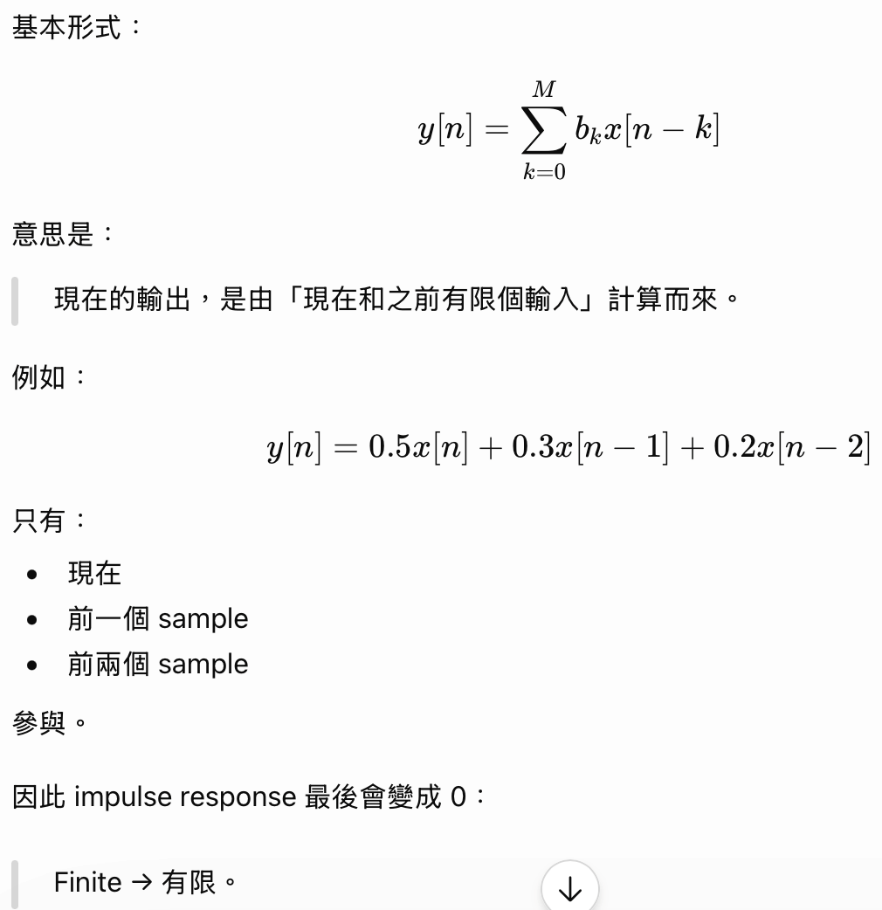 基本形式：
y[n] = \sum_{k=0}^{M} b_k x[n − k]
意思是：
現在的輸出，是由「現在和之前有限個輸入」計算而來。
例如：
y[n] = 0.5x[n] + 0.3x[n − 1] + 0.2x[n − 2]
只有：
• 現在
• 前一個 sample
• 前兩個 sample
參與。
因此 impulse response 最後會變成 0：
Finite → 有限。